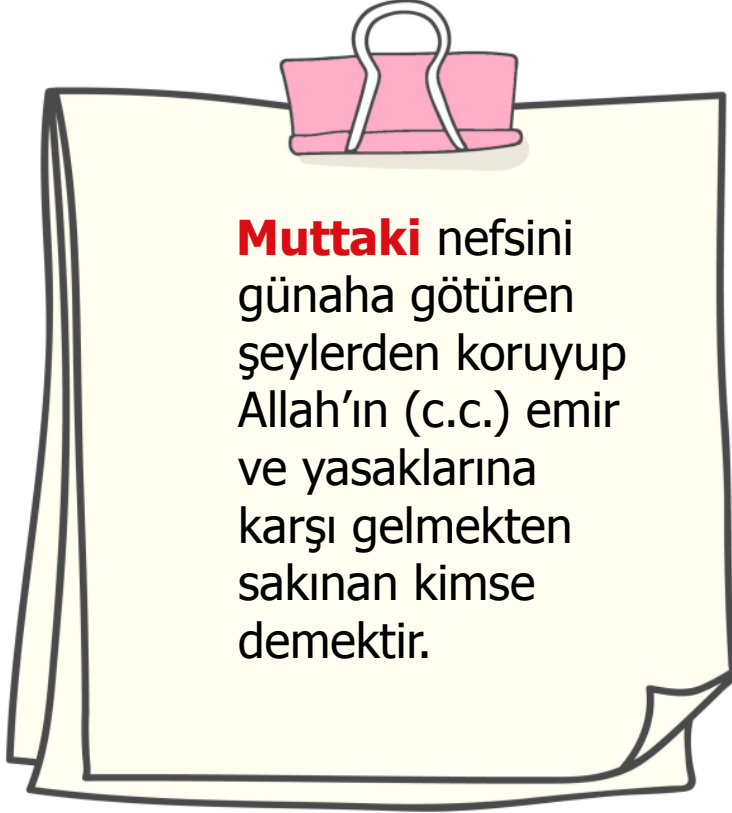 Muttaki nefsini
günaha götüren
şeylerden koruyup
Allah’ın (c.c.) emir
ve yasaklarına
karşı gelmekten
sakınan kimse
demektir.